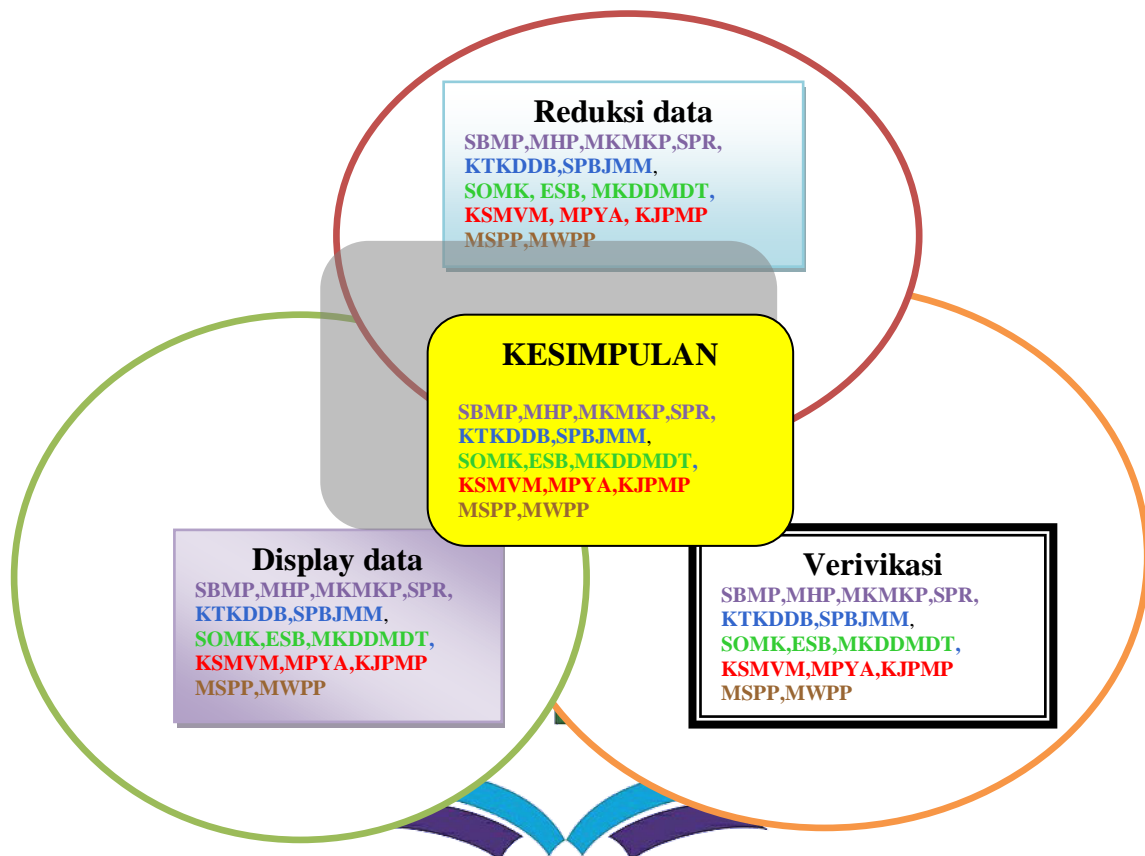 Reduksi data
SBMP,MHP,MKMKP,SPR,
KTKDDB,SPBJMM,
SOMK, ESB, MKDDMDT,
KSMVM, MPYA, KJPMP
MSPP,MWPP
KESIMPULAN
SBMP,MHP,MKMKP,SPR,
KTKDDB,SPBJMM,
SOMK,ESB,MKDDMDT,
KSMVM,MPYA,KJPMP
MSPP,MWPP
Display data
SBMP,MHP,MKMKP,SPR,
KTKDDB,SPBJMM,
SOMK,ESB,MKDDMDT,
KSMVM,MPYA,KJPMP
MSPP,MWPP
Verivikasi
SBMP,MHP,MKMKP,SPR,
KTKDDB,SPBJMM,
SOMK,ESB,MKDDMDT,
KSMVM,MPYA,KJPMP
MSPP,MWPP